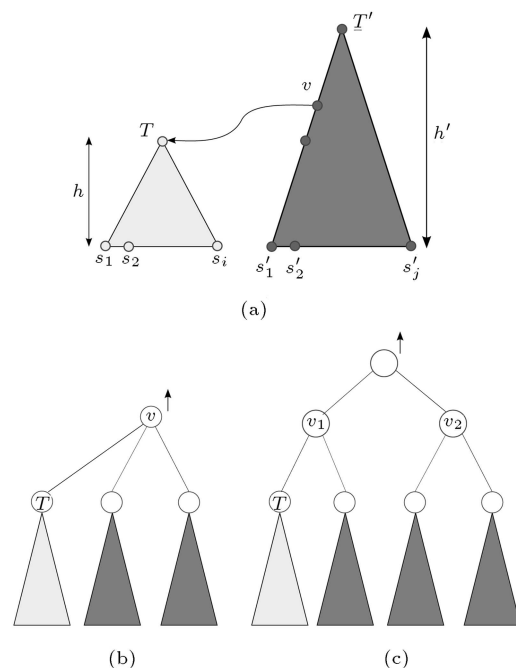 T′
v
T
h′
h
s₁ s₂ sᵢ s′₁ s′₂ s′ⱼ
(a)
v
v₁ v₂
T T
(b) (c)